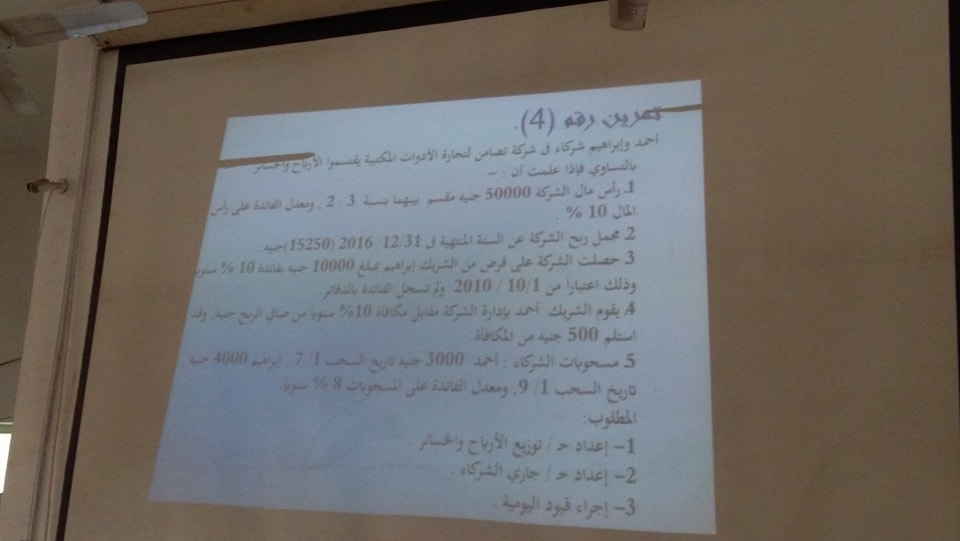 تمرين رقم (4).
أحمد وإبراهيم شركاء فى شركة تضامن لتجارة الأدوات المكتبية يقتسموا الأرباح والخسائر
بالتساوي فإذا علمت أن : –
1. رأس مال الشركة 50000 جنيه مقسم بينهما بنسبة 3 : 2 , ومعدل الفائدة على رأس
المال 10 % .
2. مجمل ربح الشركة عن السنة المنتهية فى 31/12/ 2016 (15250)جنيه.
3. حصلت الشركة على قرض من الشريك إبراهيم بمبلغ 10000 جنيه بفائدة 10 % سنويا
وذلك اعتباراً من 1/10 / 2010 ولم تسجل الفائدة بالدفاتر.
4. يقوم الشريك أحمد بإدارة الشركة مقابل مكافأة 10% سنويا من صافي الربح جنيه, وقد
استلم 500 جنيه من المكافأة.
5. مسحوبات الشركاء : أحمد 3000 جنيه تاريخ السحب 1/ 7 , إبراهيم 4000 جنيه
تاريخ السحب 1/ 9, ومعدل الفائدة على المسحوبات 8 % سنويا.
المطلوب:
1– إعداد حـ / توزيع الأرباح والخسائر .
2– إعداد حـ / جاري الشركاء .
3– إجراء قيود اليومية .